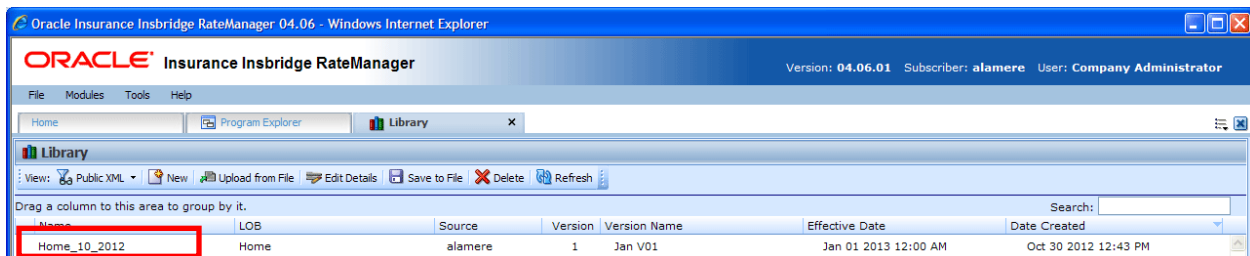 Oracle Insurance Insbridge RateManager 04.06 - Windows Internet Explorer
ORACLE® Insurance Insbridge RateManager
Version: 04.06.01 Subscriber: alamere User: Company Administrator
File Modules Tools Help
Home Program Explorer Library x
Library
View: Public XML New Upload from File Edit Details Save to File Delete Refresh
Drag a column to this area to group by it. Search:
Name LOB Source Version Version Name Effective Date Date Created
Home_10_2012 Home alamere 1 Jan V01 Jan 01 2013 12:00 AM Oct 30 2012 12:43 PM